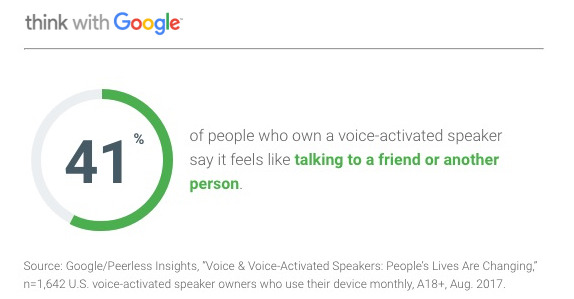 think with Google
41%
of people who own a voice-activated speaker
say it feels like talking to a friend or another
person.
Source: Google/Peerless Insights, “Voice & Voice-Activated Speakers: People’s Lives Are Changing,”
n=1,642 U.S. voice-activated speaker owners who use their device monthly, A18+, Aug. 2017.